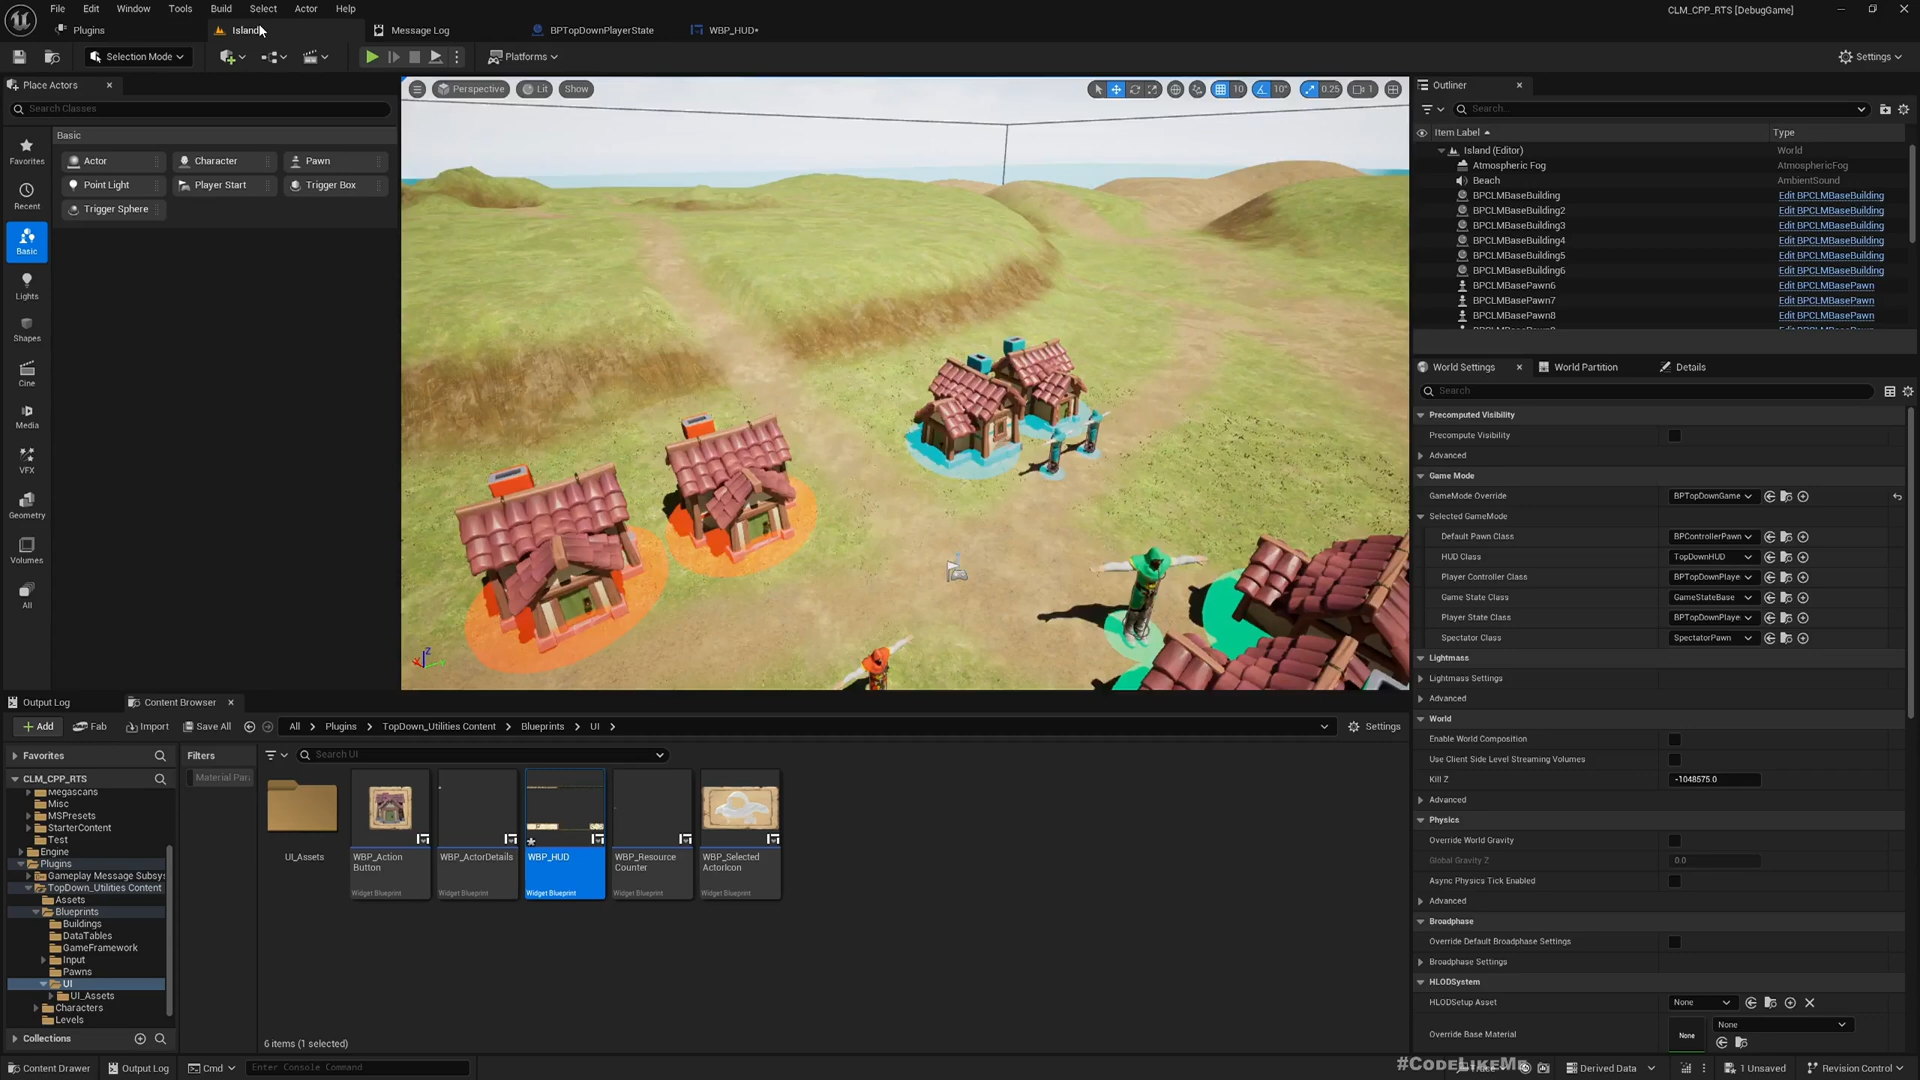 File Edit Window Tools Build Select Actor Help
CLM_CPP_RTS [DebugGame]
Plugins Island Message Log BPTopDownPlayerState WBP_HUD*
Selection Mode Platforms Settings
Place Actors
Search Classes
Basic
Favorites
Recent
Basic
Lights
Shapes
Cine
Media
VFX
Geometry
Volumes
All
Actor Character Pawn
Point Light Player Start Trigger Box
Trigger Sphere
Perspective Lit Show
10 10° 0.25 1
Outliner
Search...
Item Label Type
Island (Editor) World
Atmospheric Fog AtmosphericFog
Beach AmbientSound
BPCLMBaseBuilding Edit BPCLMBaseBuilding
BPCLMBaseBuilding2 Edit BPCLMBaseBuilding
BPCLMBaseBuilding3 Edit BPCLMBaseBuilding
BPCLMBaseBuilding4 Edit BPCLMBaseBuilding
BPCLMBaseBuilding5 Edit BPCLMBaseBuilding
BPCLMBaseBuilding6 Edit BPCLMBaseBuilding
BPCLMBasePawn6 Edit BPCLMBasePawn
BPCLMBasePawn7 Edit BPCLMBasePawn
BPCLMBasePawn8 Edit BPCLMBasePawn
World Settings World Partition Details
Search
Precomputed Visibility
Precompute Visibility
Advanced
Game Mode
GameMode Override BPTopDownGame
Selected GameMode
Default Pawn Class BPControllerPawn
HUD Class TopDownHUD
Player Controller Class BPTopDownPlaye
Game State Class GameStateBase
Player State Class BPTopDownPlaye
Spectator Class SpectatorPawn
Lightmass
Lightmass Settings
Advanced
World
Enable World Composition
Use Client Side Level Streaming Volumes
Kill Z -1048575.0
Advanced
Physics
Override World Gravity
Global Gravity Z 0.0
Async Physics Tick Enabled
Advanced
Broadphase
Override Default Broadphase Settings
Broadphase Settings
HLODSystem
HLODSetup Asset None
Override Base Material None None
Output Log Content Browser
Add Fab Import Save All All Plugins TopDown_Utilities Content Blueprints UI Settings
Favorites
CLM_CPP_RTS
Megascans
Misc
MSPresets
StarterContent
Test
Engine
Plugins
Gameplay Message Subsy
TopDown_Utilities Content
Assets
Blueprints
Buildings
DataTables
GameFramework
Input
Pawns
UI
UI_Assets
Characters
Levels
Collections
Filters
Material Par
Search UI
UI_Assets
WBP_Action
Button
Widget Blueprint
WBP_ActorDetails
Widget Blueprint
WBP_HUD
Widget Blueprint
WBP_Resource
Counter
Widget Blueprint
WBP_Selected
ActorIcon
Widget Blueprint
6 items (1 selected)
Content Drawer Output Log Cmd Enter Console Command
#CodeLikeMe
Derived Data 1 Unsaved Revision Control